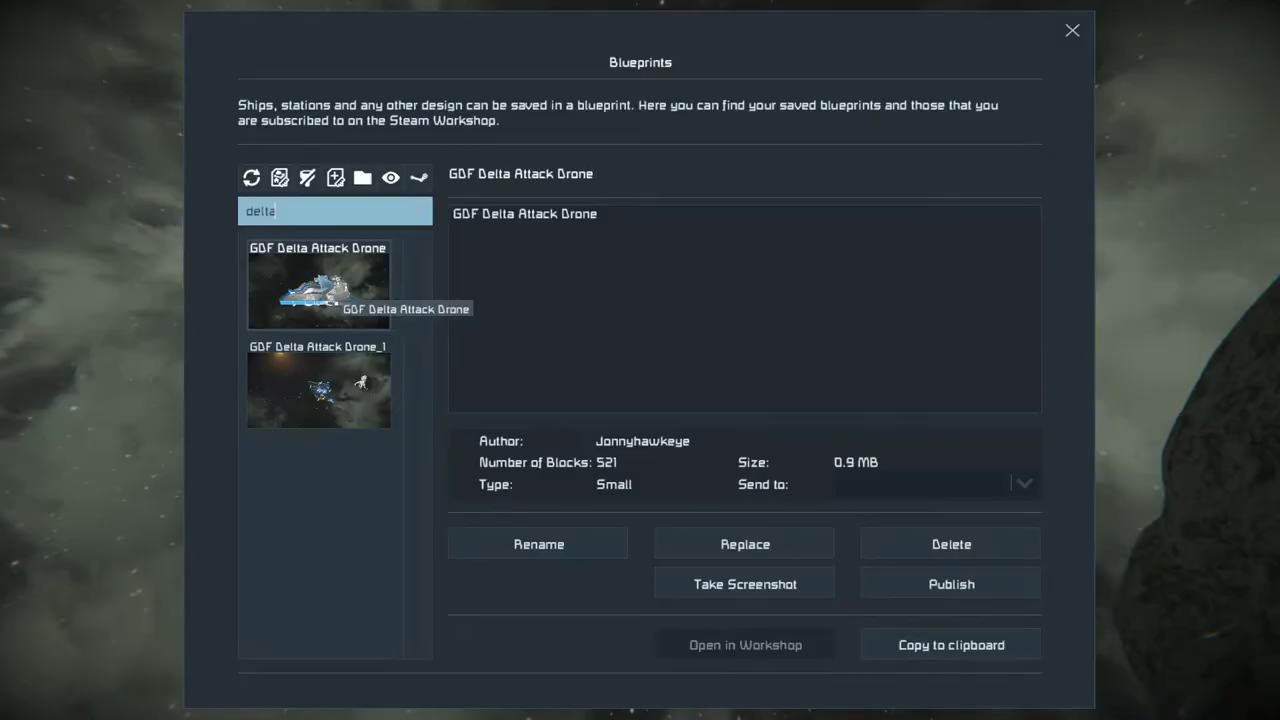 Blueprints
Ships, stations and any other design can be saved in a blueprint. Here you can find your saved blueprints and those that you
are subscribed to on the Steam Workshop.
GDF Delta Attack Drone
delta
GDF Delta Attack Drone
GDF Delta Attack Drone
GDF Delta Attack Drone
GDF Delta Attack Drone_1
Author: Jonnyhawkeye
Number of Blocks: 521 Size: 0.9 MB
Type: Small Send to:
Rename Replace Delete
Take Screenshot Publish
Open in Workshop Copy to clipboard